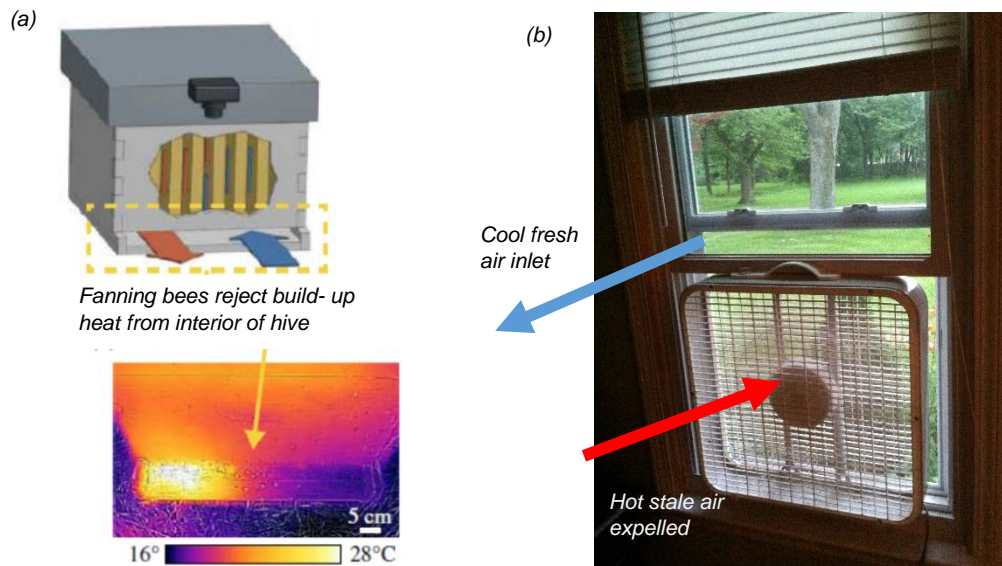 (a)
Fanning bees reject build- up
heat from interior of hive
5 cm
16°
28°C
(b)
Cool fresh
air inlet
Hot stale air
expelled